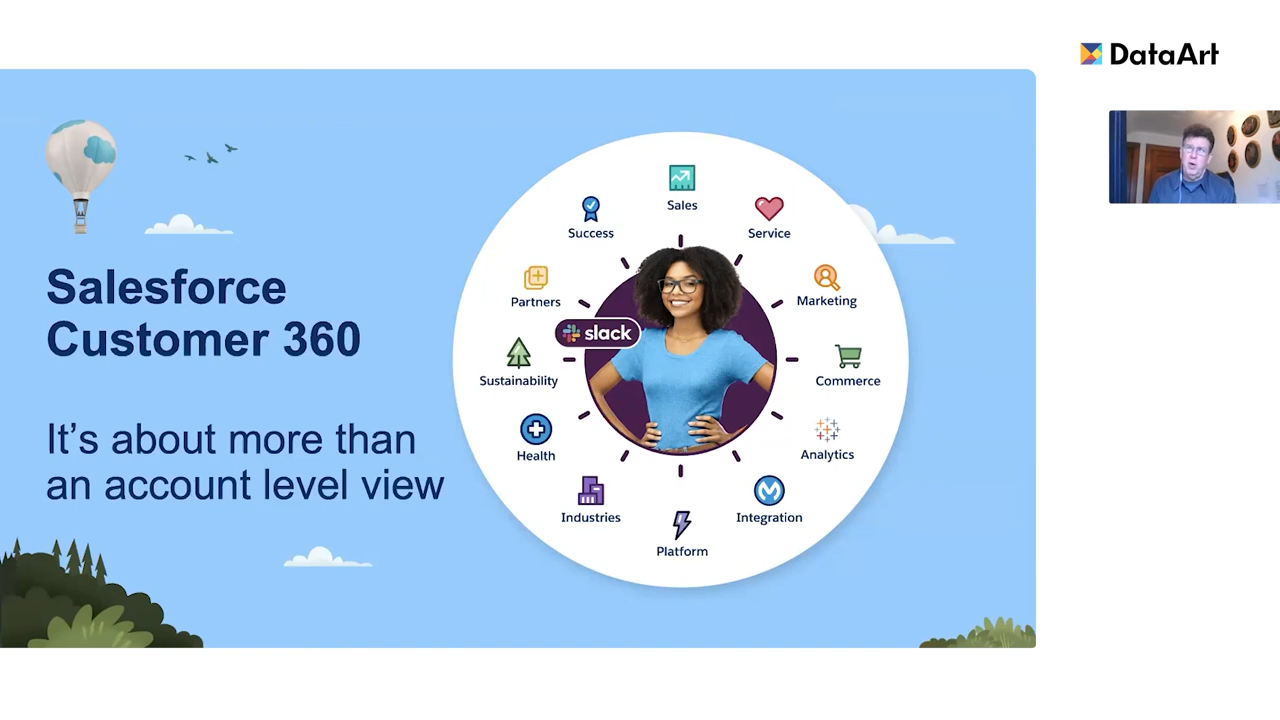 DataArt
Salesforce
Customer 360
It's about more than
an account level view
Sales
Service
Marketing
Commerce
Analytics
Integration
Platform
Industries
Health
Sustainability
Partners
Success
slack